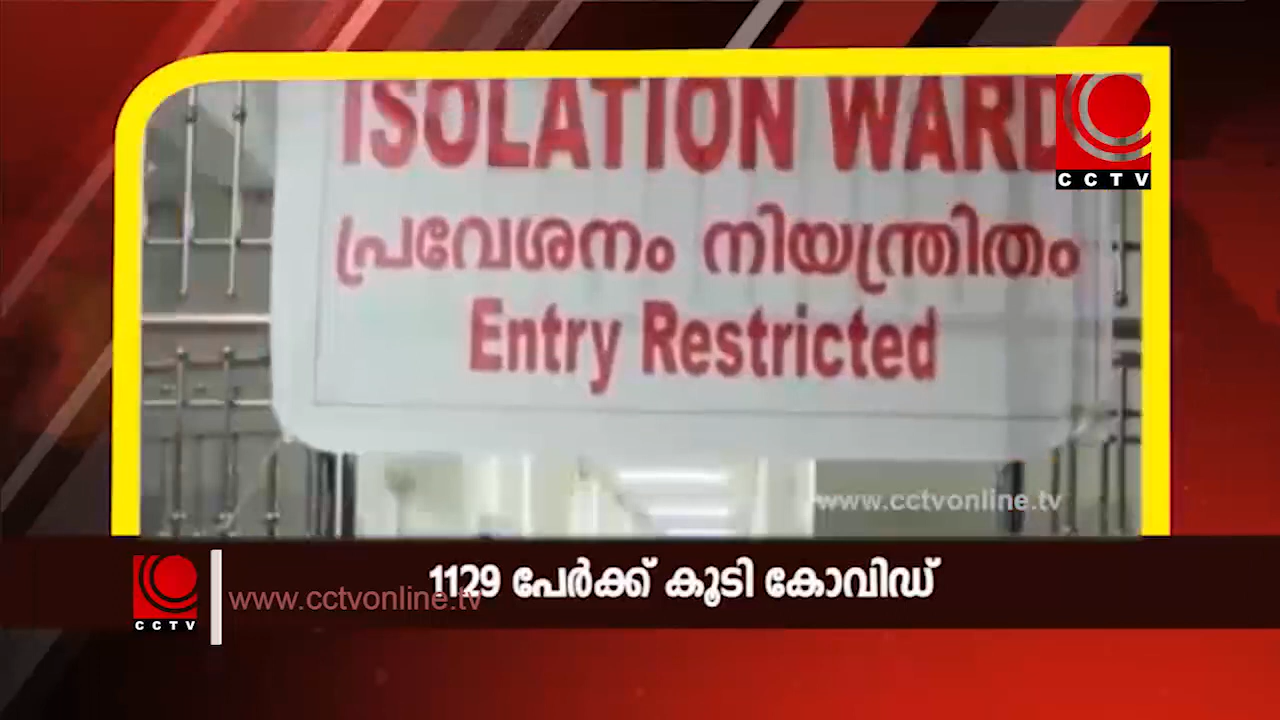 ISOLATION WARD
CCTV
പ്രവേശനം നിയന്ത്രിതം
Entry Restricted
www.cctvonline.tv
1129 പേർക്ക് കൂടി കോവിഡ്
www.cctvonline.tv
CCTV